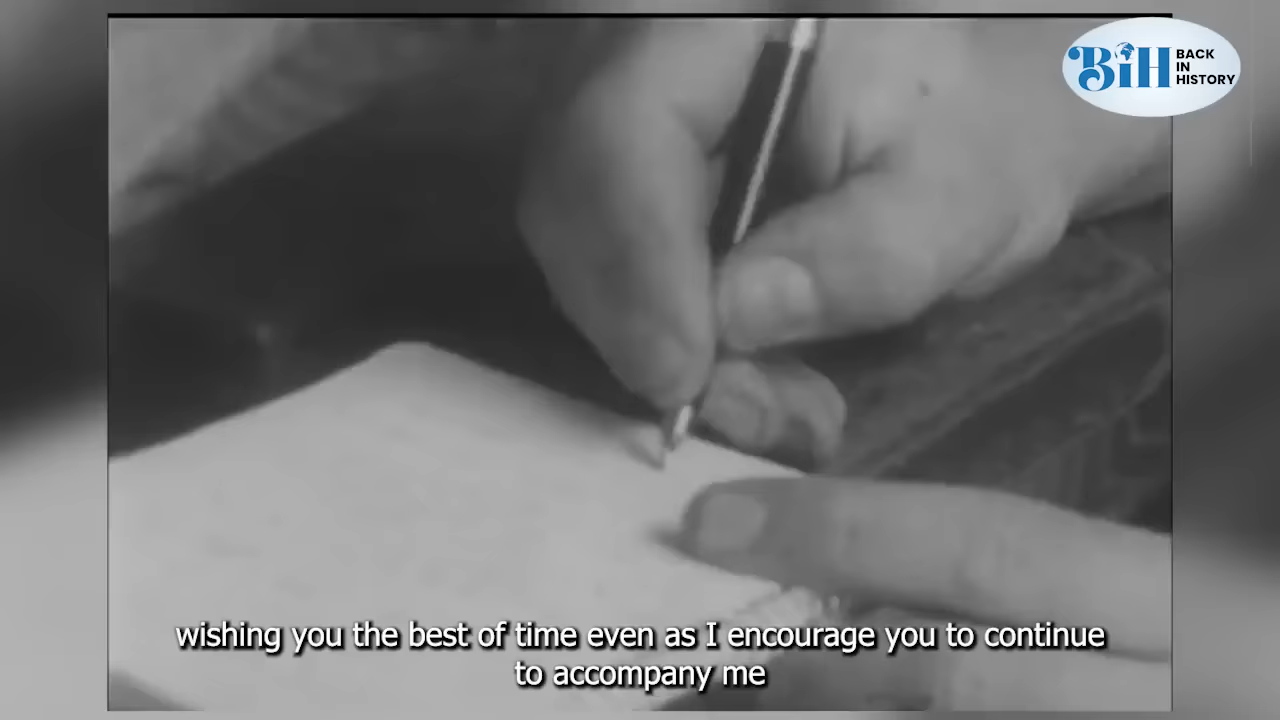 BiH BACK
IN
HISTORY
wishing you the best of time even as I encourage you to continue
to accompany me